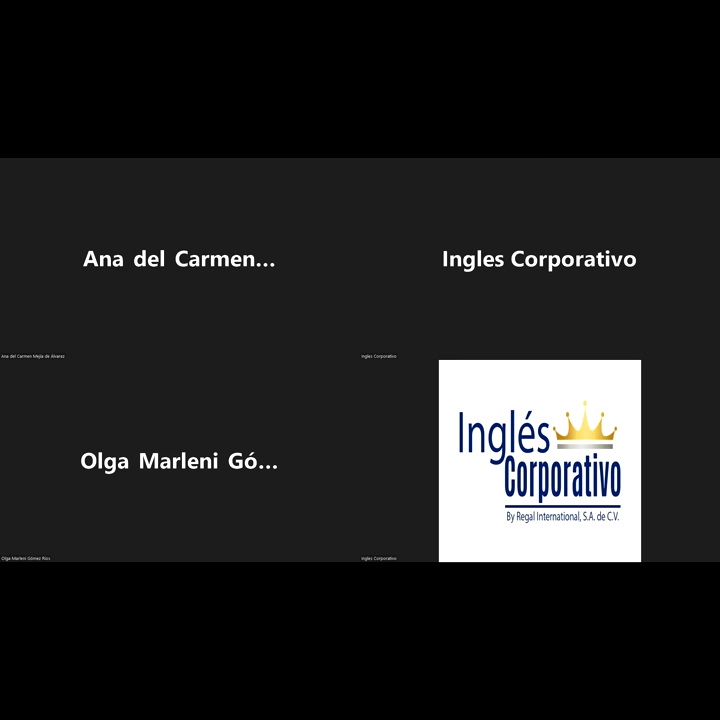 Ana del Carmen...
Ingles Corporativo
Ana del Carmen Mejía de Álvarez
Ingles Corporativo
Olga Marleni Gó...
Inglés
Corporativo
By Regal International, S.A. de C.V.
Olga Marleni Gómez Ríos
Ingles Corporativo